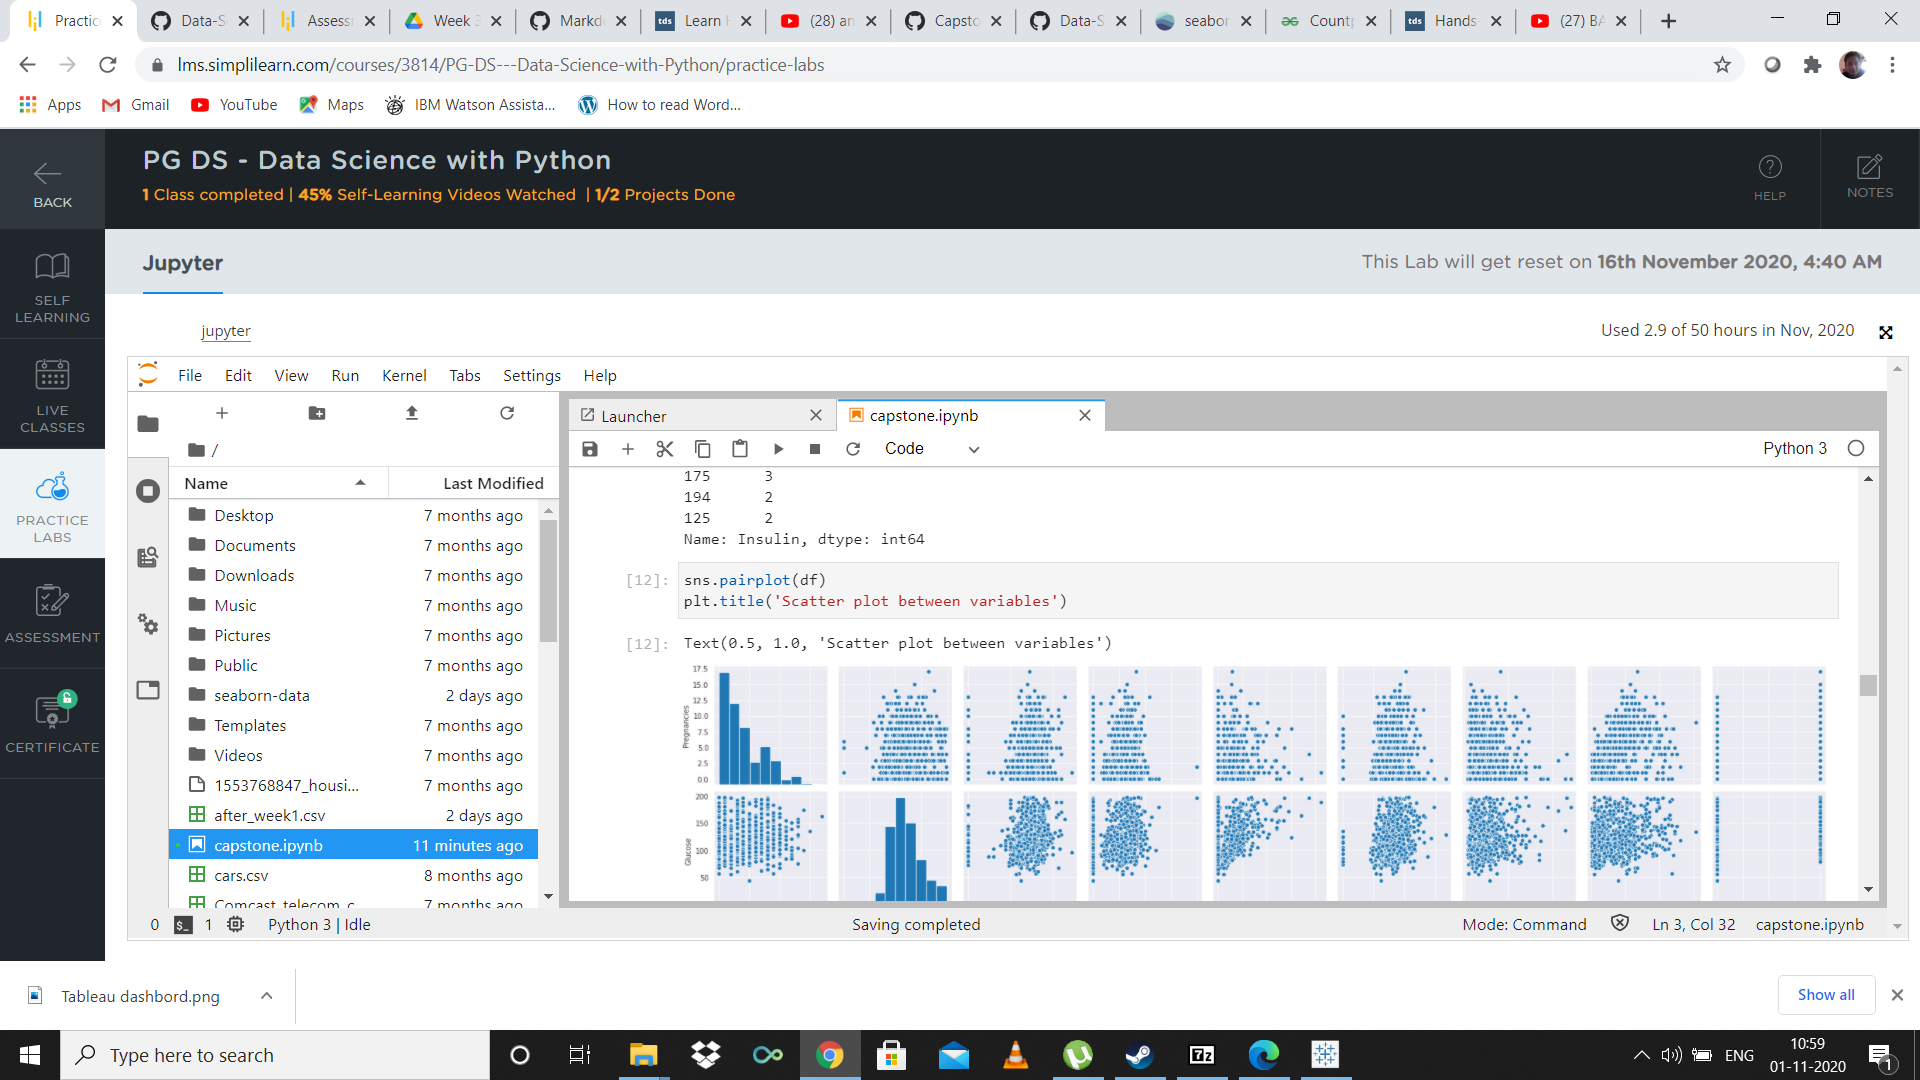 Practic
Data-S
Assess
Week 3
Markd
Learn
(28) an
Capsto
Data-S
seabor
Count
Hands
(27) BA
lms.simplilearn.com/courses/3814/PG-DS---Data-Science-with-Python/practice-labs
Apps
Gmail
YouTube
Maps
IBM Watson Assista...
How to read Word...
BACK
PG DS - Data Science with Python
1 Class completed | 45% Self-Learning Videos Watched | 1/2 Projects Done
HELP
NOTES
SELF
LEARNING
LIVE
CLASSES
PRACTICE
LABS
ASSESSMENT
CERTIFICATE
Jupyter
This Lab will get reset on 16th November 2020, 4:40 AM
jupyter
Used 2.9 of 50 hours in Nov, 2020
File Edit View Run Kernel Tabs Settings Help
/
Name Last Modified
Desktop 7 months ago
Documents 7 months ago
Downloads 7 months ago
Music 7 months ago
Pictures 7 months ago
Public 7 months ago
seaborn-data 2 days ago
Templates 7 months ago
Videos 7 months ago
1553768847_housi... 7 months ago
after_week1.csv 2 days ago
capstone.ipynb 11 minutes ago
cars.csv 8 months ago
Comcast_telecom_c 7 months ago
Launcher
capstone.ipynb
Code
Python 3
175 3
194 2
125 2
Name: Insulin, dtype: int64
[12]: sns.pairplot(df)
plt.title('Scatter plot between variables')
[12]: Text(0.5, 1.0, 'Scatter plot between variables')
17.5
15.0
12.5
10.0
7.5
5.0
2.5
0.0
Pregnancies
200
150
100
50
Glucose
0 $_ 1 Python 3 | Idle
Saving completed
Mode: Command
Ln 3, Col 32
capstone.ipynb
Tableau dashbord.png
Show all
Type here to search
7z
ENG
10:59
01-11-2020
1